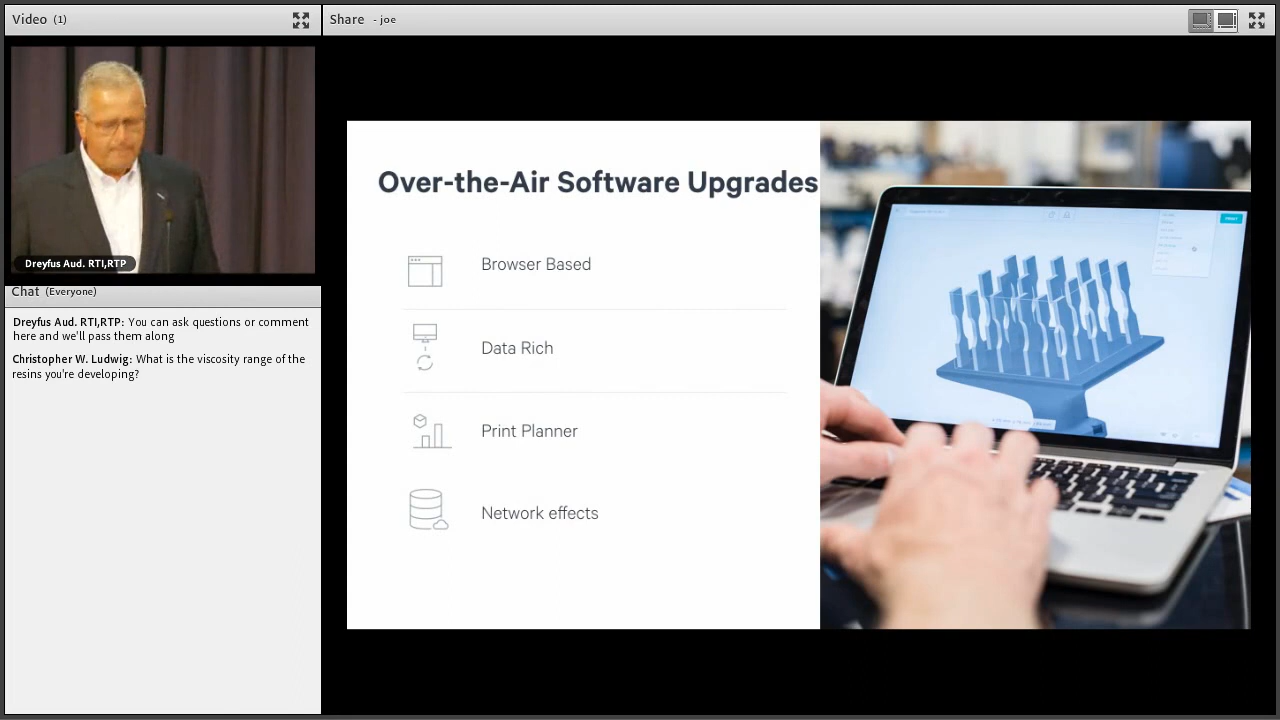 Video (1)
Share - joe
Dreyfus Aud. RTI,RTP
Chat (Everyone)
Dreyfus Aud. RTI,RTP: You can ask questions or comment
here and we'll pass them along
Christopher W. Ludwig: What is the viscosity range of the
resins you're developing?
Over-the-Air Software Upgrades
Browser Based
Data Rich
Print Planner
Network effects